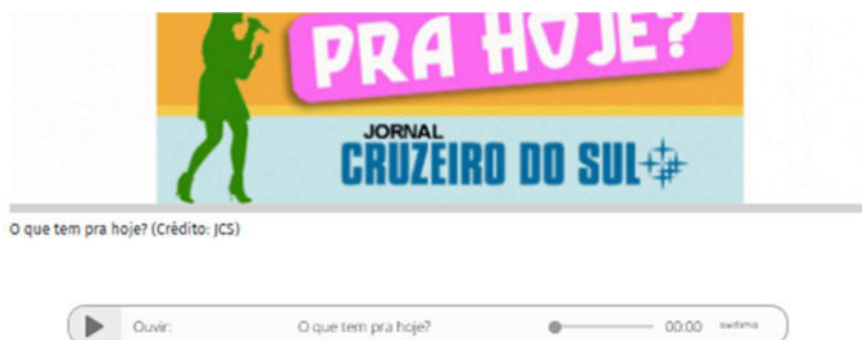 PRA HOJE?
JORNAL
CRUZEIRO DO SUL
O que tem pra hoje? (Crédito: JCS)
Ouvir: O que tem pra hoje? 00:00